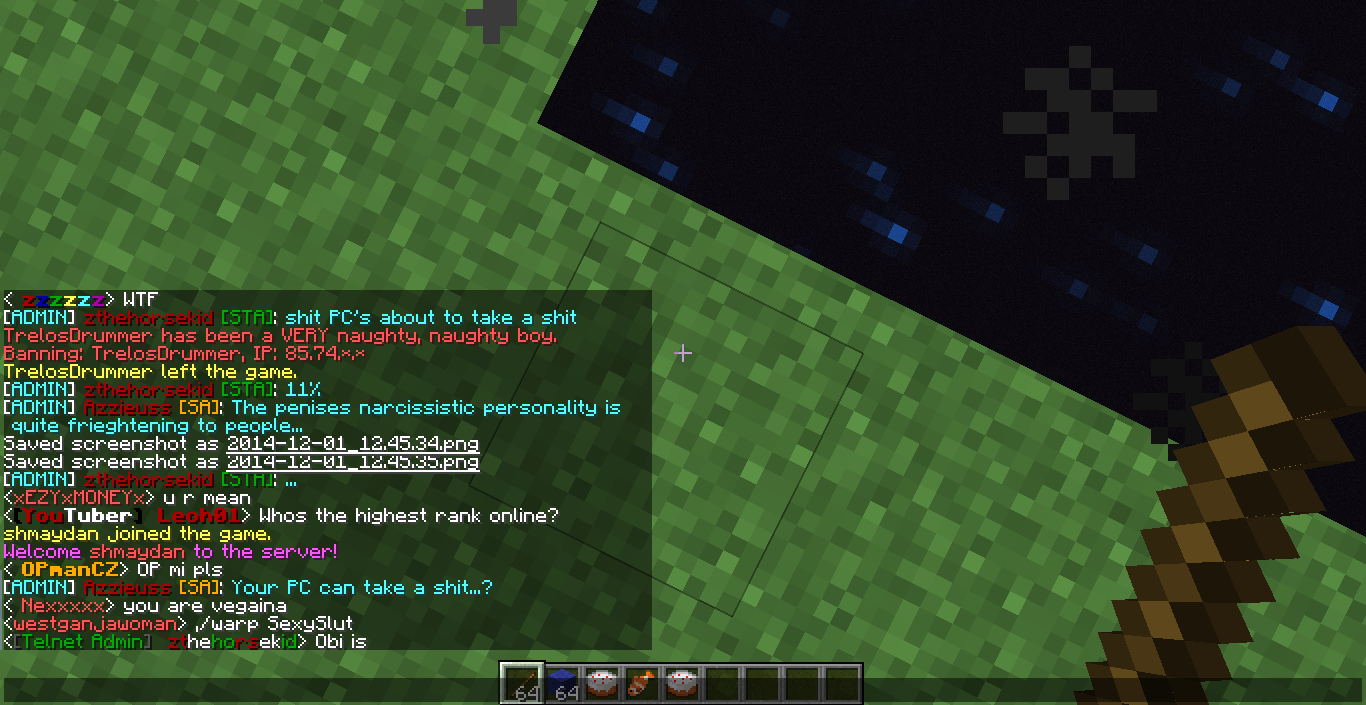 < zzzzzz> WTF
[ADMIN] zthehorsekid [STA]: shit PC's about to take a shit
TrelosDrummer has been a VERY naughty, naughty boy.
Banning: TrelosDrummer, IP: 85.74.*.*
TrelosDrummer left the game.
[ADMIN] zthehorsekid [STA]: 11%
[ADMIN] Azzieuss [SA]: The penises narcissistic personality is
quite frieghtening to people...
Saved screenshot as 2014-12-01_12.45.34.png
Saved screenshot as 2014-12-01_12.45.35.png
[ADMIN] zthehorsekid [STA]: ...
<xEZYxMONEYx> u r mean
<[YouTuber] Leoh01> Whos the highest rank online?
shmaydan joined the game.
Welcome shmaydan to the server!
< OPmanCZ> OP mi pls
[ADMIN] Azzieuss [SA]: Your PC can take a shit...?
< Nexxxxx> you are vegaina
<westganjawoman> ,/warp SexySlut
<[Telnet Admin] zthehorsekid> Obi is
64 64